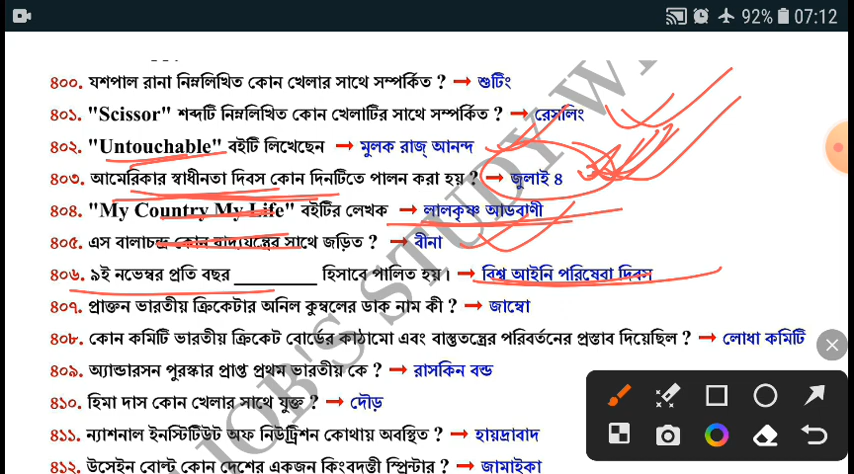 92% 07:12
৪০০. যশপাল রানা নিম্নলিখিত কোন খেলার সাথে সম্পর্কিত ? → শুটিং
৪০১. "Scissor" শব্দটি নিম্নলিখিত কোন খেলাটির সাথে সম্পর্কিত ? → রেসলিং
৪০২. "Untouchable" বইটি লিখেছেন → মুলক রাজ্ আনন্দ
৪০৩. আমেরিকার স্বাধীনতা দিবস কোন দিনটিতে পালন করা হয় ? → জুলাই 8
৪০৪. "My Country My Life" বইটির লেখক → লালকৃষ্ণ আডবাণী
৪০৫. এস বালাচন্দ্র কোন বাদ্যযন্ত্রের সাথে জড়িত ? → বীনা
৪০৬. ৯ই নভেম্বর প্রতি বছর __________ হিসাবে পালিত হয়। → বিশ্ব আইনি পরিষেবা দিবস
৪০৭. প্রাক্তন ভারতীয় ক্রিকেটার অনিল কুম্বলের ডাক নাম কী ? → জাম্বো
৪০৮. কোন কমিটি ভারতীয় ক্রিকেট বোর্ডের কাঠামো এবং বাস্তুতন্ত্রের পরিবর্তনের প্রস্তাব দিয়েছিল ? → লোধা কমিটি
৪০৯. অ্যান্ডারসন পুরস্কার প্রাপ্ত প্রথম ভারতীয় কে ? → রাসকিন বন্ড
৪১০. হিমা দাস কোন খেলার সাথে যুক্ত ? → দৌড়
৪১১. ন্যাশনাল ইনস্টিটিউট অফ নিউট্রিশন কোথায় অবস্থিত ? → হায়দ্রাবাদ
৪১২. উসেইন বোল্ট কোন দেশের একজন কিংবদন্তী স্প্রিন্টার ? → জামাইকা
JOB'S STUDY